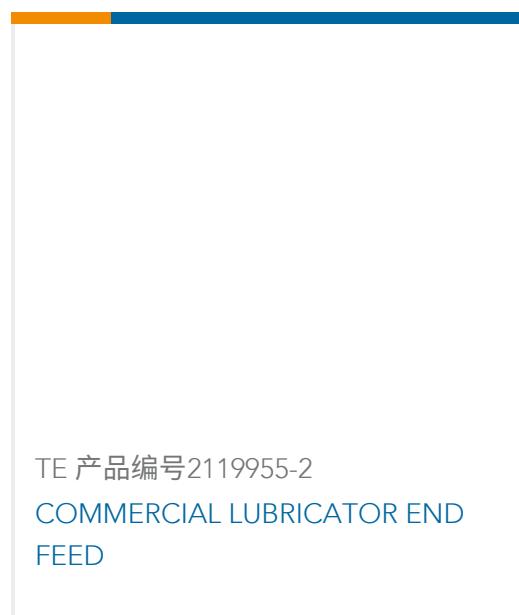 TE 产品编号2119955-2
COMMERCIAL LUBRICATOR END
FEED